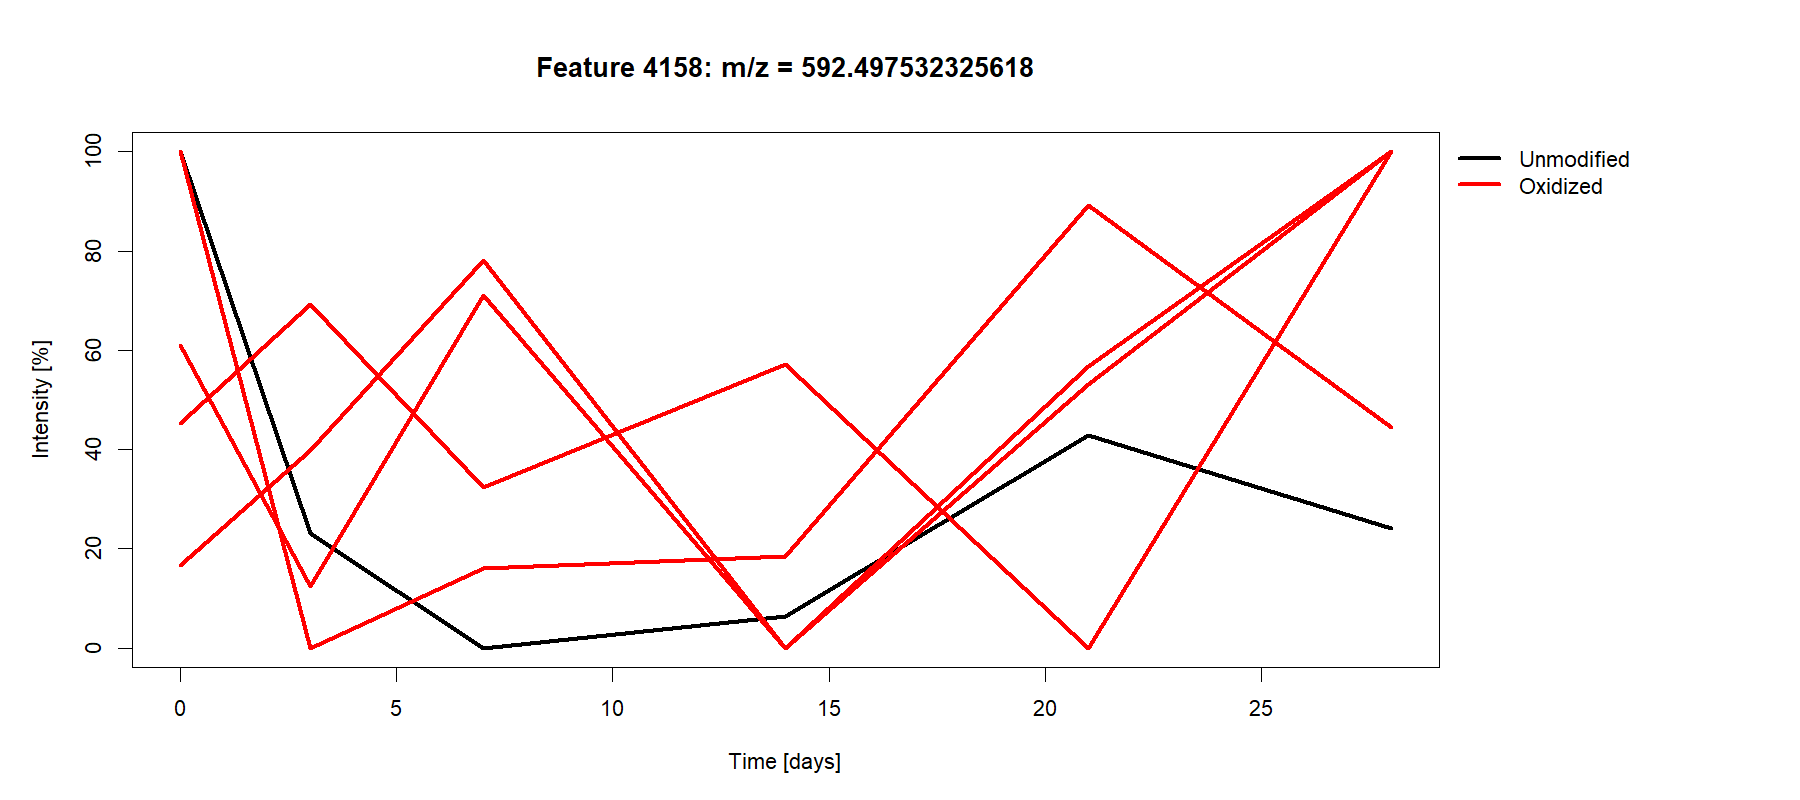 Feature 4158: m/z = 592.497532325618
Unmodified
Oxidized
Intensity [%]
100
80
60
40
20
0
0 5 10 15 20 25
Time [days]